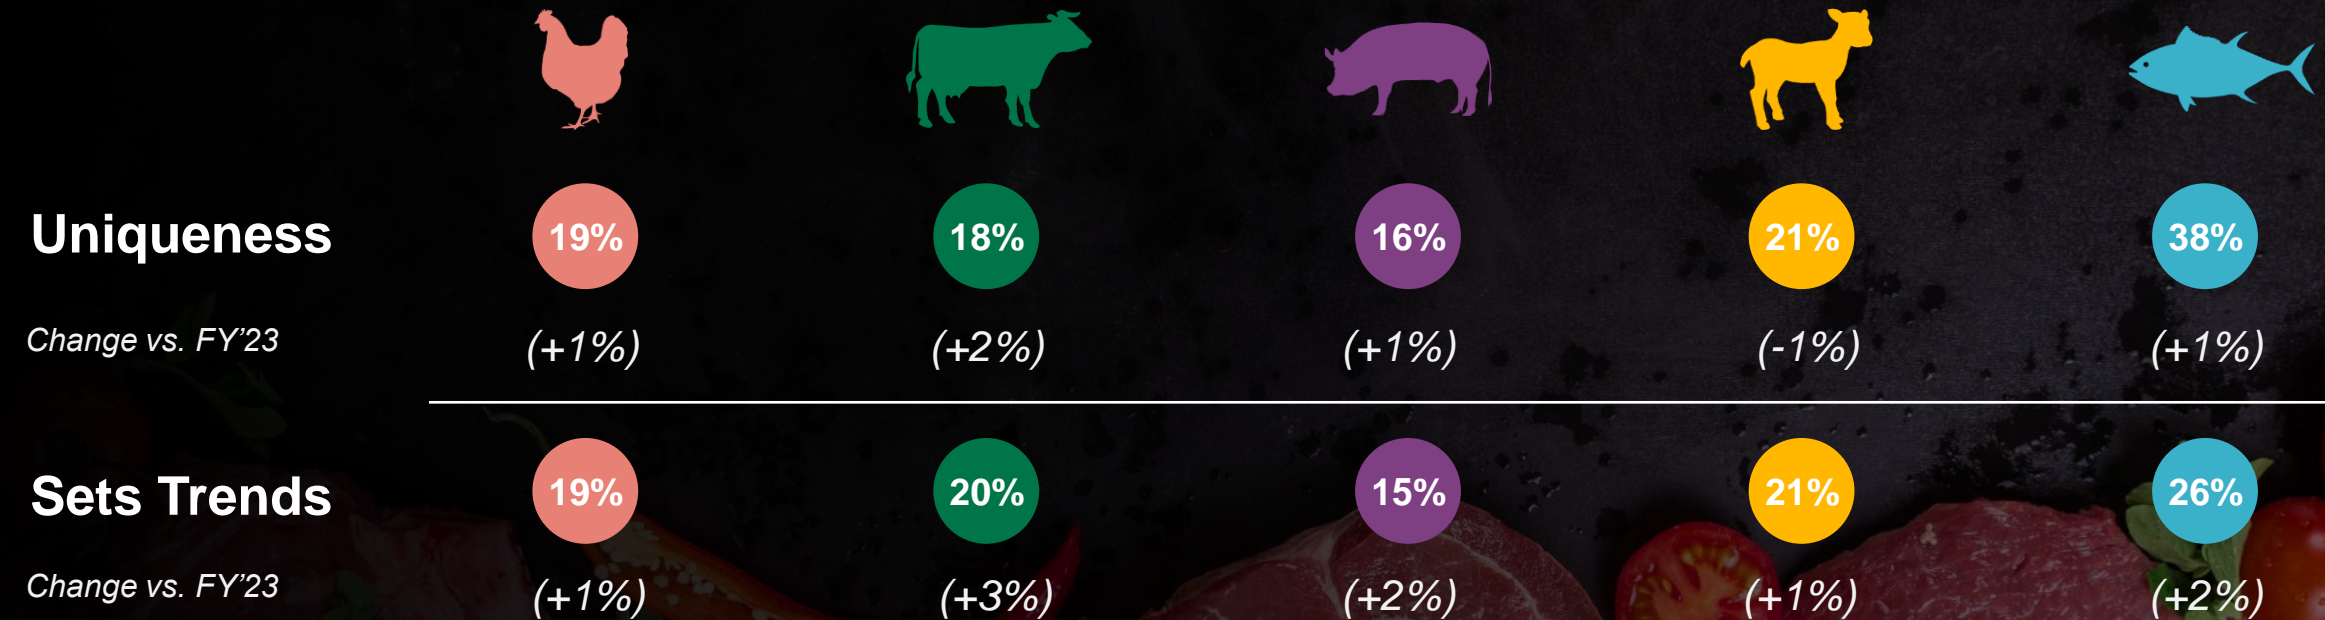 Uniqueness 19% 18% 16% 21% 38%
Change vs. FY’23 (+1%) (+2%) (+1%) (-1%) (+1%)
Sets Trends 19% 20% 15% 21% 26%
Change vs. FY’23 (+1%) (+3%) (+2%) (+1%) (+2%)